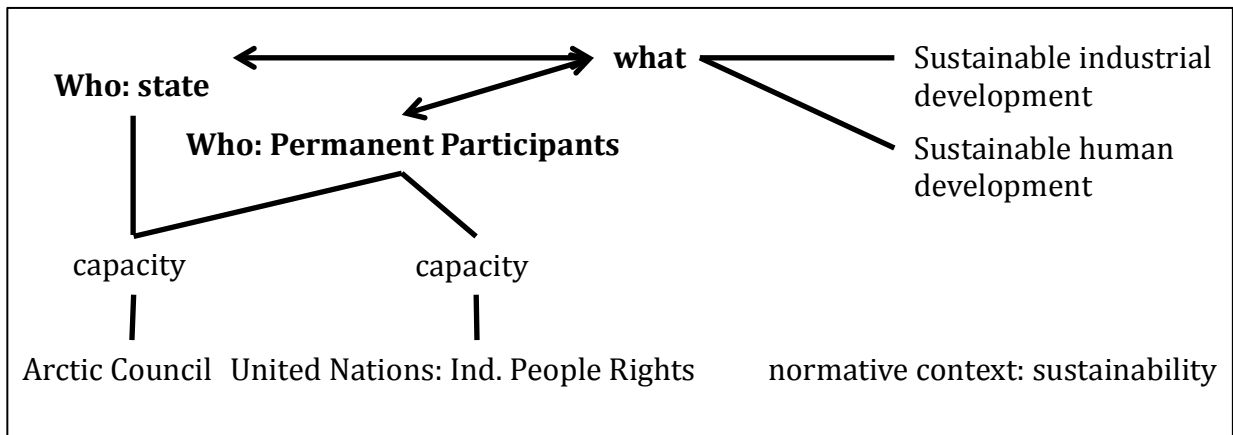 what
Sustainable industrial
development
Who: state
Who: Permanent Participants
Sustainable human
development
capacity
capacity
Arctic Council
United Nations: Ind. People Rights
normative context: sustainability